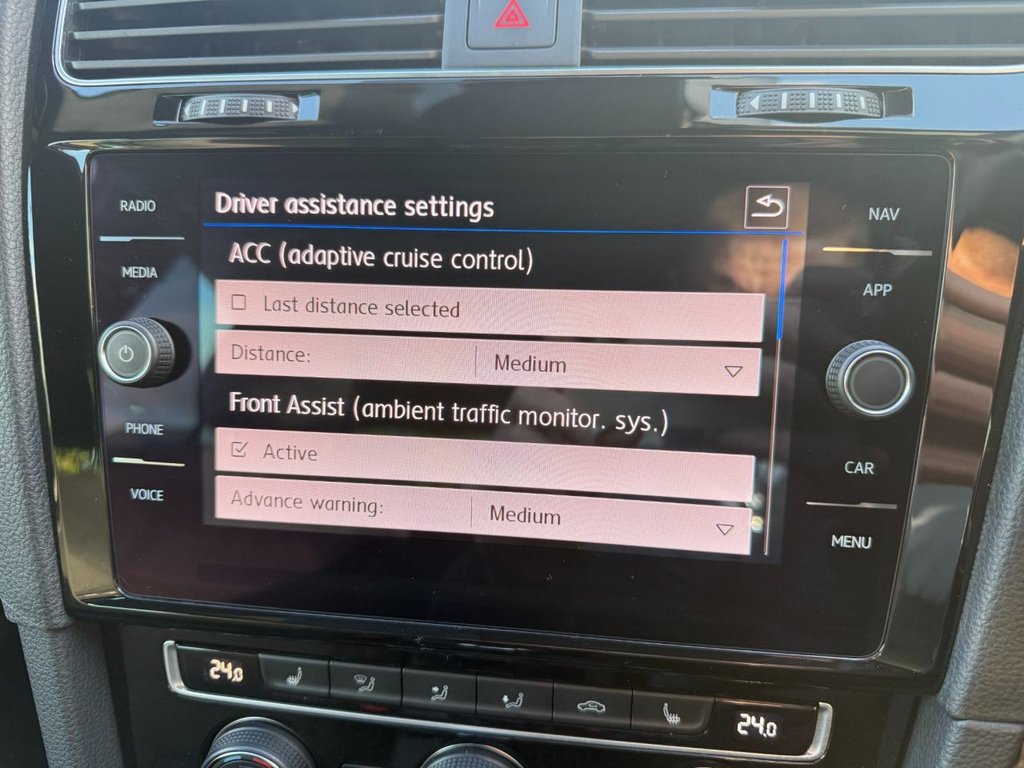 RADIO
MEDIA
PHONE
VOICE
Driver assistance settings
ACC (adaptive cruise control)
Last distance selected
Distance: Medium
Front Assist (ambient traffic monitor. sys.)
Active
Advance warning: Medium
NAV
APP
CAR
MENU
24.0
24.0